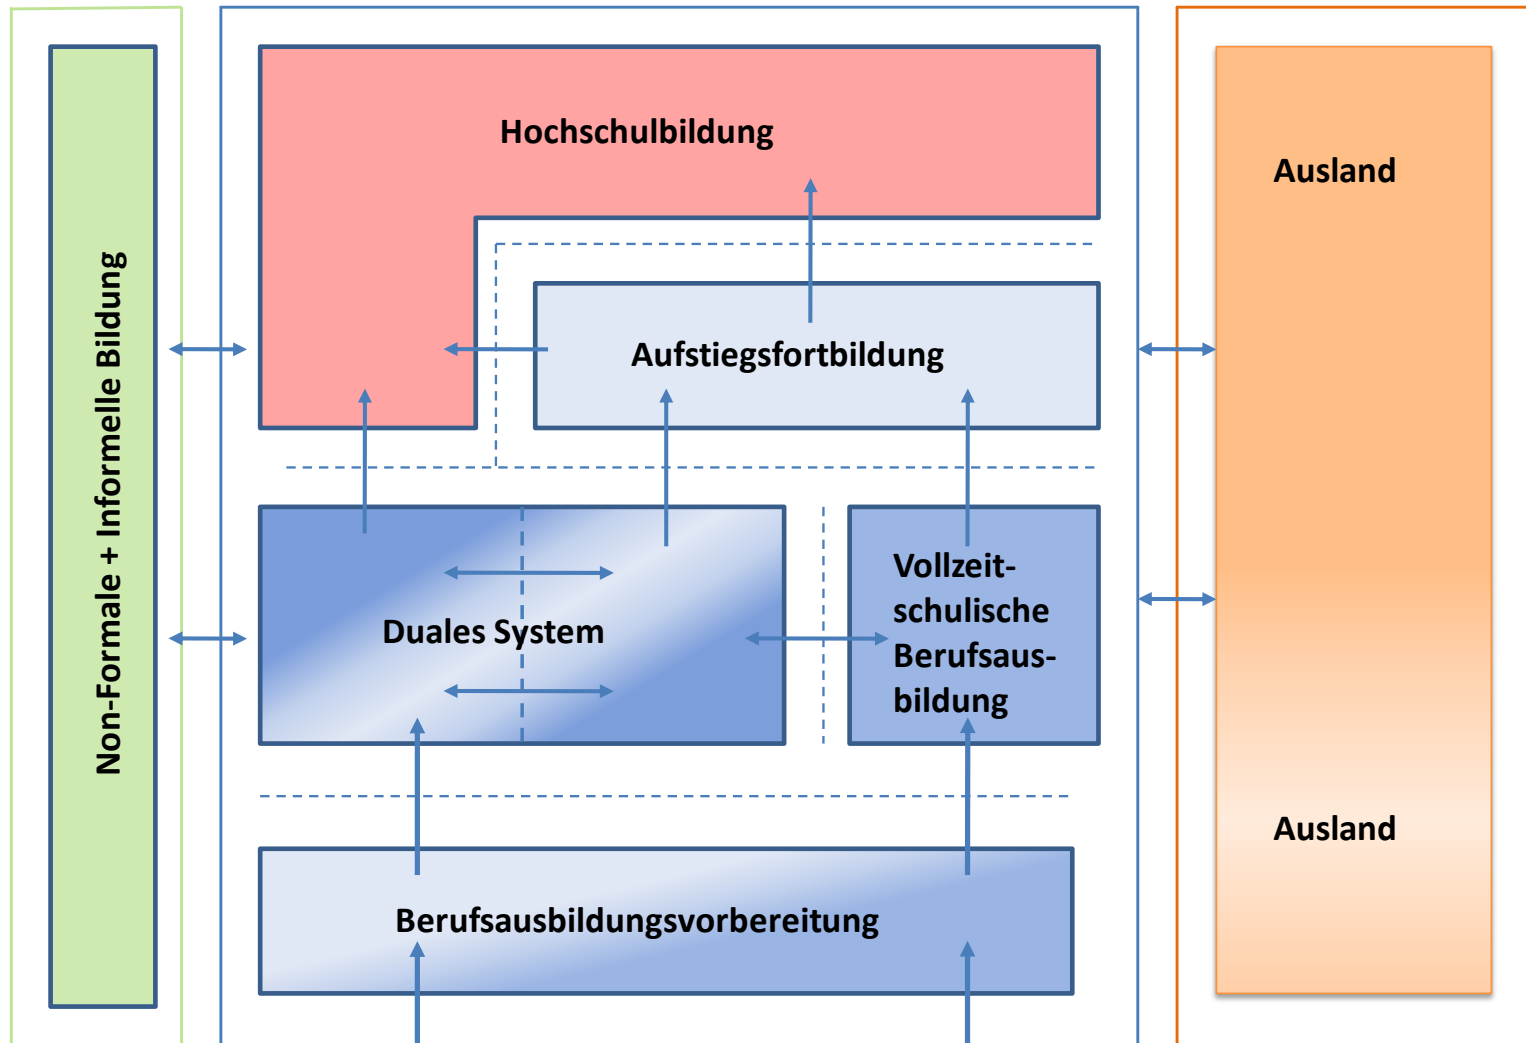 Hochschulbildung
Ausland
Non-Formale + Informelle Bildung
Aufstiegsfortbildung
Duales System
Vollzeit-
schulische
Berufsaus-
bildung
Ausland
Berufsausbildungsvorbereitung